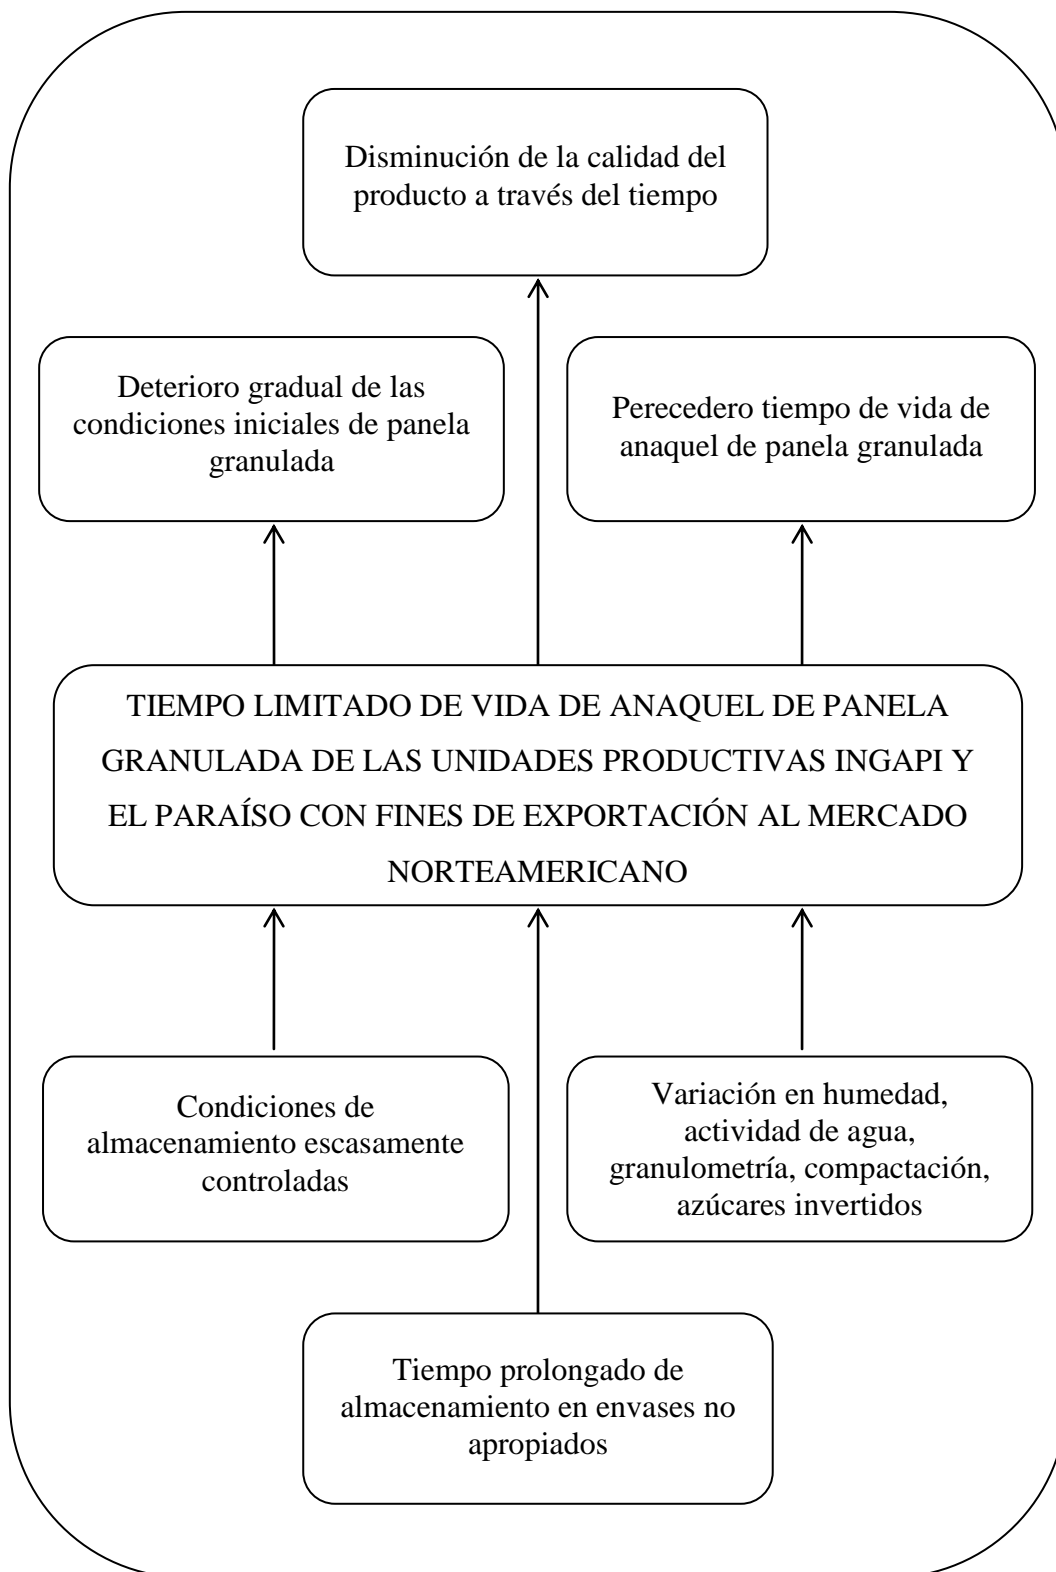 Disminución de la calidad del
producto a través del tiempo
Deterioro gradual de las
condiciones iniciales de panela
granulada
Perecedero tiempo de vida de
anaquel de panela granulada
TIEMPO LIMITADO DE VIDA DE ANAQUEL DE PANELA
GRANULADA DE LAS UNIDADES PRODUCTIVAS INGAPI Y
EL PARAÍSO CON FINES DE EXPORTACIÓN AL MERCADO
NORTEAMERICANO
Condiciones de
almacenamiento escasamente
controladas
Variación en humedad,
actividad de agua,
granulometría, compactación,
azúcares invertidos
Tiempo prolongado de
almacenamiento en envases no
apropiados